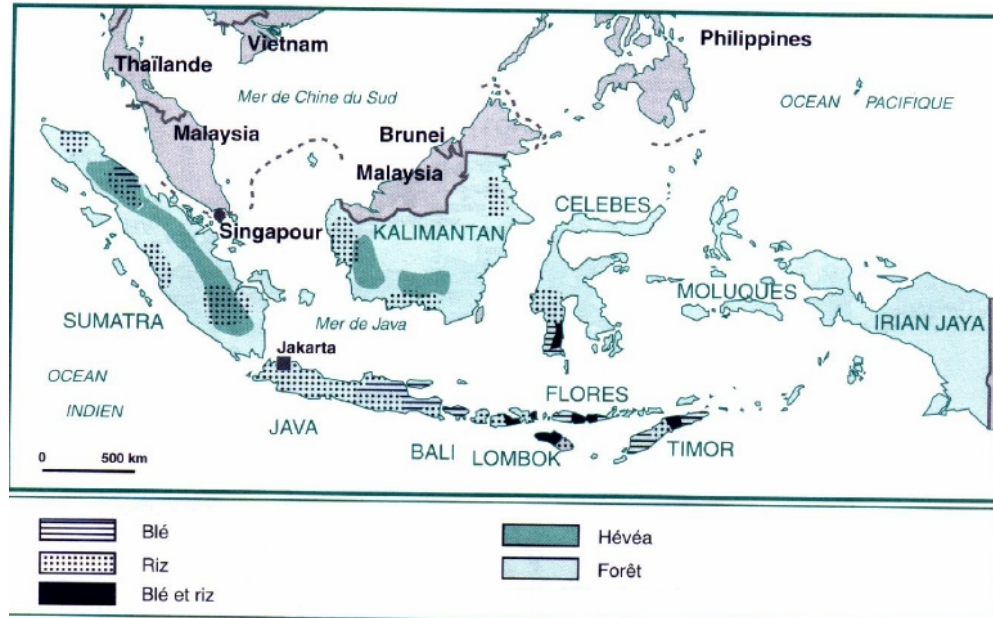 Vietnam
Philippines
Thaïlande
Mer de Chine du Sud
OCEAN PACIFIQUE
Malaysia
Brunei
Malaysia
CELEBES
Singapour
KALIMANTAN
MOLUQUES
SUMATRA
Mer de Java
IRIAN JAYA
Jakarta
OCEAN
INDIEN
FLORES
JAVA
BALI
LOMBOK
TIMOR
0 500 km
Blé
Hévéa
Riz
Forêt
Blé et riz